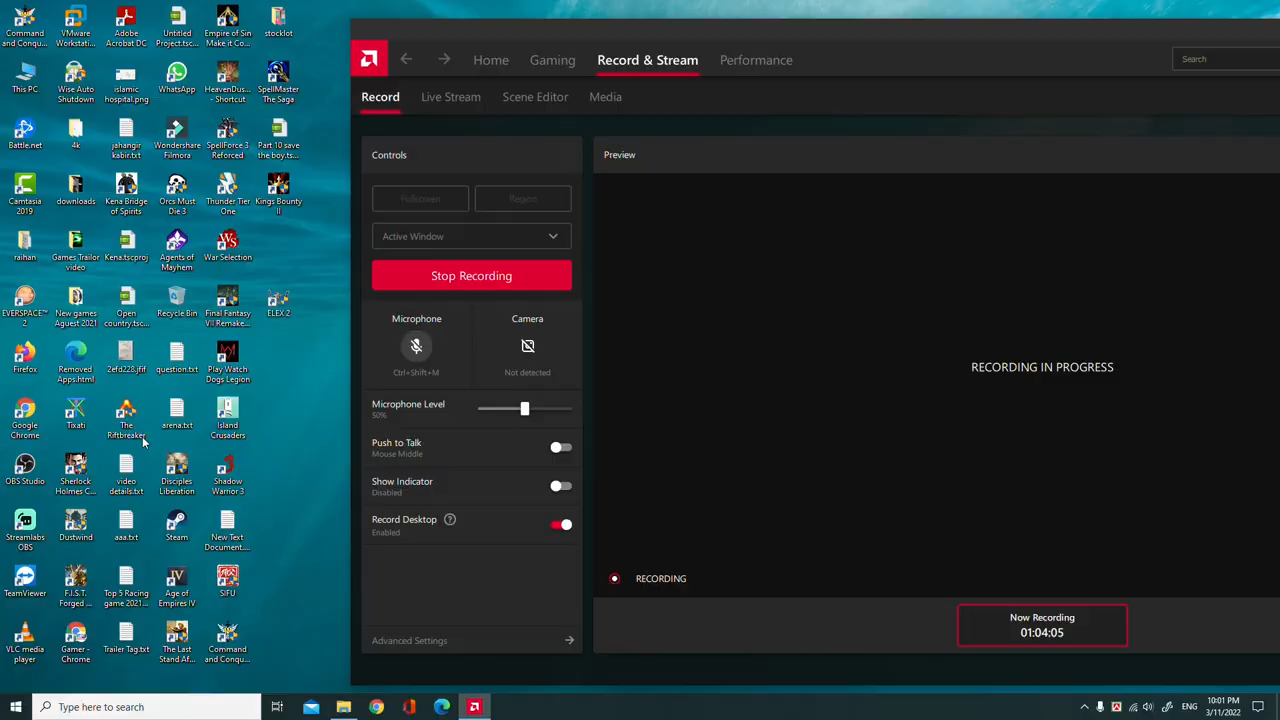 Command and Conqu...
VMware Workstati...
Adobe Acrobat DC
Untitled Project.tsc...
Empire of Sin Make it Co...
stocklot
This PC
Wise Auto Shutdown
islamic hospital.png
WhatsApp
HeavenDus... - Shortcut
SpellMaster The Saga
Battle.net
4k
jahangir kabir.txt
Wondershare Filmora
SpellForce 3 Reforced
Part 10 save the boy.ts...
Camtasia 2019
downloads
Kena Bridge of Spirits
Orcs Must Die 3
Thunder Tier One
Kings Bounty II
raihan
Games Trailor video
Kena.tscproj
Agents of Mayhem
War Selection
EVERSPACE™ 2
New games Aguest 2021
Open country.tsc...
Recycle Bin
Final Fantasy VII Remake...
ELEX 2
Firefox
Removed Apps.html
2efd228.jfif
question.txt
Play Watch Dogs Legion
Google Chrome
Tixati
The Riftbreaker
arena.txt
Island Crusaders
OBS Studio
Sherlock Holmes C...
video details.txt
Disciples Liberation
Shadow Warrior 3
Streamlabs OBS
Dustwind
aaa.txt
Steam
New Text Document....
TeamViewer
F.I.S.T. Forged ...
Top 5 Racing game 2021...
Age of Empires IV
SIFU
VLC media player
Gamer - Chrome
Trailer Tag.txt
The Last Stand Af...
Command and Conqu...
Home
Gaming
Record & Stream
Performance
Search
Record
Live Stream
Scene Editor
Media
Controls
Fullscreen
Region
Active Window
Stop Recording
Microphone
Camera
Ctrl+Shift+M
Not detected
Microphone Level
50%
Push to Talk
Mouse Middle
Show Indicator
Disabled
Record Desktop
Enabled
Advanced Settings
Preview
RECORDING IN PROGRESS
RECORDING
Now Recording
01:04:05
Type here to search
ENG
10:01 PM
3/11/2022